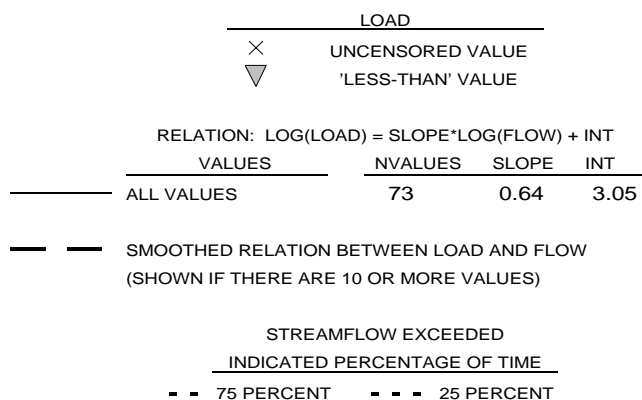 LOAD
UNCENSORED VALUE
'LESS-THAN' VALUE
RELATION: LOG(LOAD) = SLOPE*LOG(FLOW) + INT
VALUES NVALUES SLOPE INT
ALL VALUES 73 0.64 3.05
SMOOTHED RELATION BETWEEN LOAD AND FLOW
(SHOWN IF THERE ARE 10 OR MORE VALUES)
STREAMFLOW EXCEEDED
INDICATED PERCENTAGE OF TIME
75 PERCENT 25 PERCENT